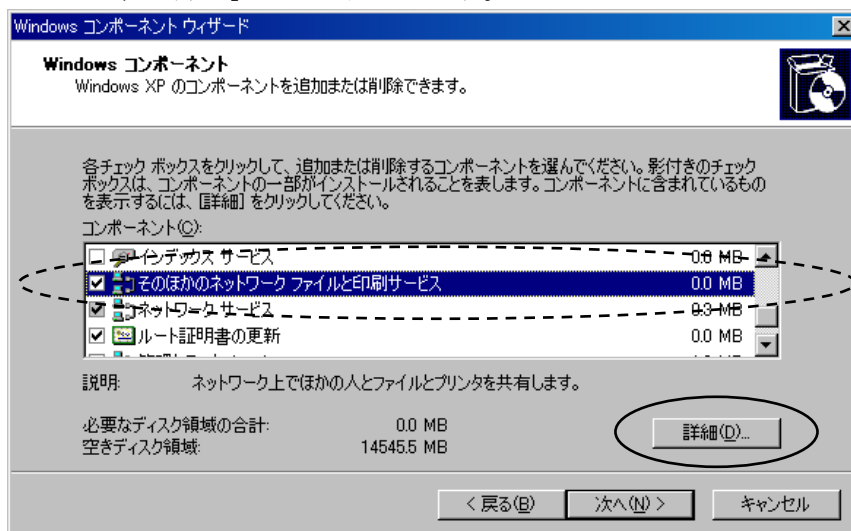 Windows コンポーネント ウィザード
Windows コンポーネント
Windows XP のコンポーネントを追加または削除できます。
各チェック ボックスをクリックして、追加または削除するコンポーネントを選んでください。影付きのチェック
ボックスは、コンポーネントの一部がインストールされることを表します。コンポーネントに含まれているもの
を表示するには、[詳細] をクリックしてください。
コンポーネント(C):
インデックス サービス 0.0 MB
そのほかのネットワーク ファイルと印刷サービス 0.0 MB
ネットワーク サービス 0.3 MB
ルート証明書の更新 0.0 MB
説明: ネットワーク上でほかの人とファイルとプリンタを共有します。
必要なディスク領域の合計: 0.0 MB
空きディスク領域: 14545.5 MB
詳細(D)...
< 戻る(B) 次へ(N) > キャンセル